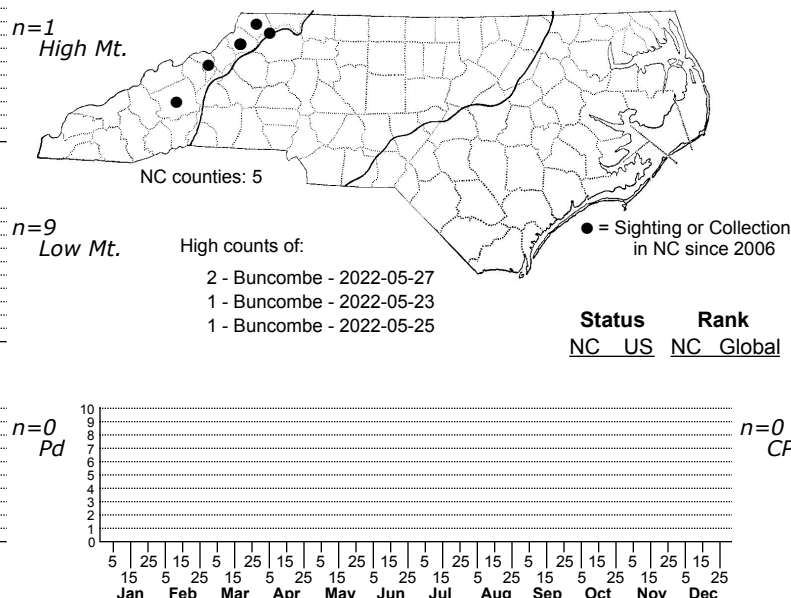 n=1
High Mt.
NC counties: 5
n=9
Low Mt.
High counts of:
2 - Buncombe - 2022-05-27
1 - Buncombe - 2022-05-23
1 - Buncombe - 2022-05-25
● = Sighting or Collection
in NC since 2006
Status Rank
NC US NC Global
n=0
Pd
n=0
CP
10
9
8
7
6
5
4
3
2
1
0
5 25 15 5 25 15 5 25 15 5 25 15 5 25 15 5 25 15
15 5 25 15 5 25 15 5 25 15 5 25 15 5 25 15 5 25
Jan Feb Mar Apr May Jun Jul Aug Sep Oct Nov Dec